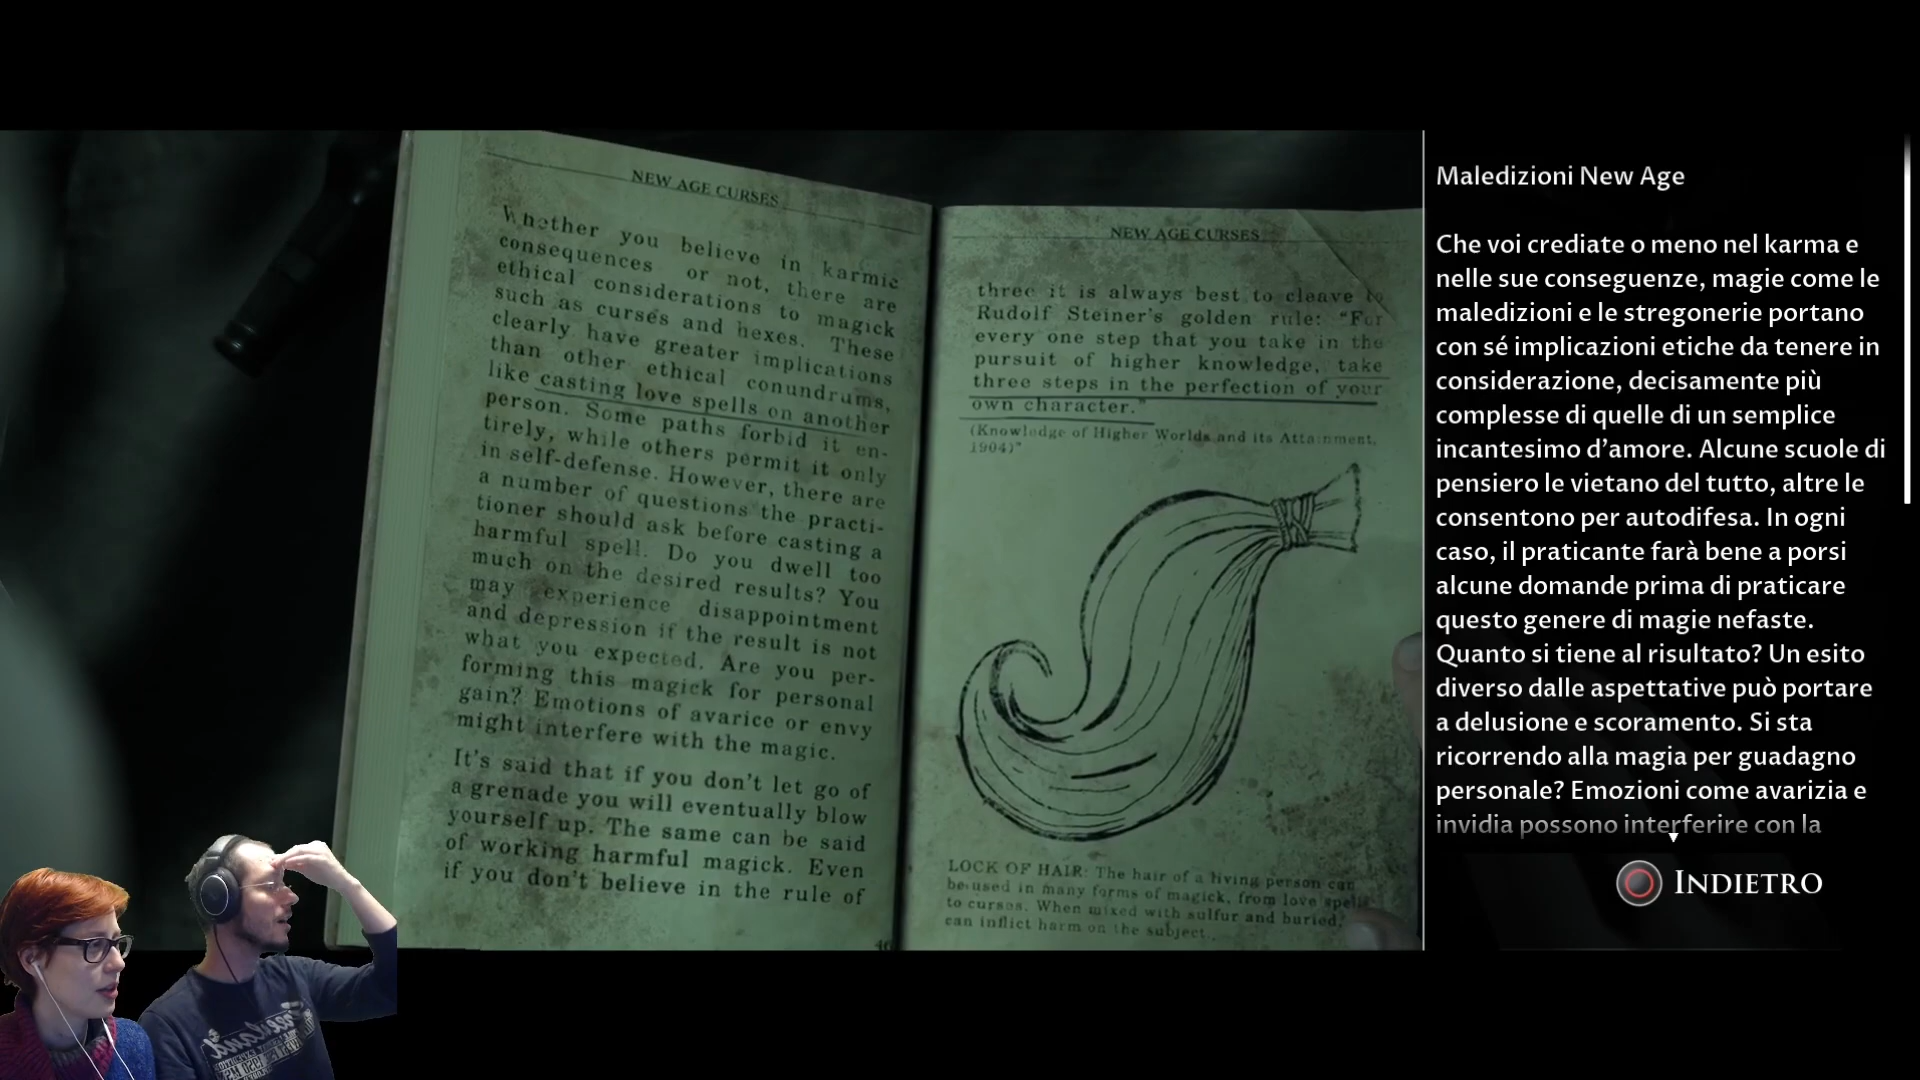 NEW AGE CURSES
Whether you believe in karmic
consequences or not, there are
ethical considerations to magick
such as curses and hexes. These
clearly have greater implications
than other ethical conundrums,
like casting love spells on another
person. Some paths forbid it en-
tirely, while others permit it only
in self-defense. However, there are
a number of questions the practi-
tioner should ask before casting a
harmful spell. Do you dwell too
much on the desired results? You
may experience disappointment
and depression if the result is not
what you expected. Are you per-
forming this magick for personal
gain? Emotions of avarice or envy
might interfere with the magic.
It's said that if you don't let go of
a grenade you will eventually blow
yourself up. The same can be said
of working harmful magick. Even
if you don't believe in the rule of
NEW AGE CURSES
three it is always best to cleave to
Rudolf Steiner's golden rule: "For
every one step that you take in the
pursuit of higher knowledge, take
three steps in the perfection of your
own character."
(Knowledge of Higher Worlds and its Attainment,
1904)"
LOCK OF HAIR: The hair of a living person can
be used in many forms of magick, from love spells
to curses. When mixed with sulfur and buried,
can inflict harm on the subject.
Maledizioni New Age
Che voi crediate o meno nel karma e
nelle sue conseguenze, magie come le
maledizioni e le stregonerie portano
con sé implicazioni etiche da tenere in
considerazione, decisamente più
complesse di quelle di un semplice
incantesimo d'amore. Alcune scuole di
pensiero le vietano del tutto, altre le
consentono per autodifesa. In ogni
caso, il praticante farà bene a porsi
alcune domande prima di praticare
questo genere di magie nefaste.
Quanto si tiene al risultato? Un esito
diverso dalle aspettative può portare
a delusione e scoramento. Si sta
ricorrendo alla magia per guadagno
personale? Emozioni come avarizia e
invidia possono interferire con la
INDIETRO